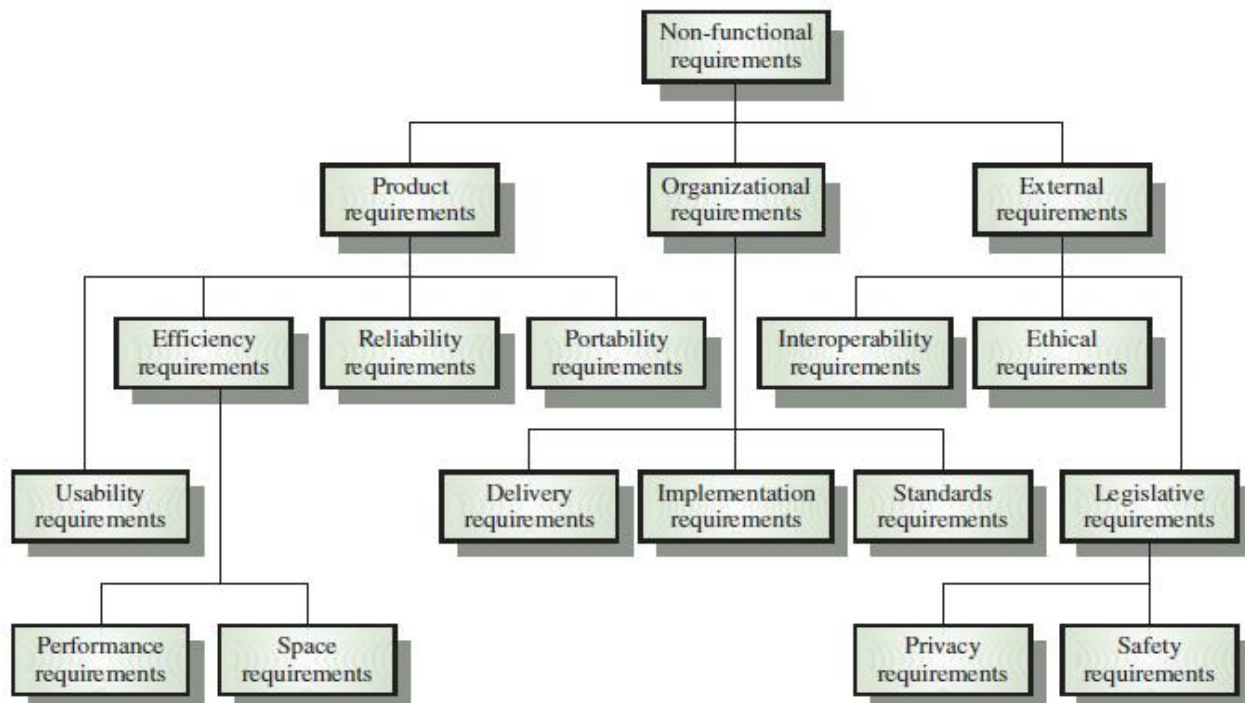 Non-functional
requirements
Product
requirements
Organizational
requirements
External
requirements
Efficiency
requirements
Reliability
requirements
Portability
requirements
Interoperability
requirements
Ethical
requirements
Usability
requirements
Delivery
requirements
Implementation
requirements
Standards
requirements
Legislative
requirements
Performance
requirements
Space
requirements
Privacy
requirements
Safety
requirements